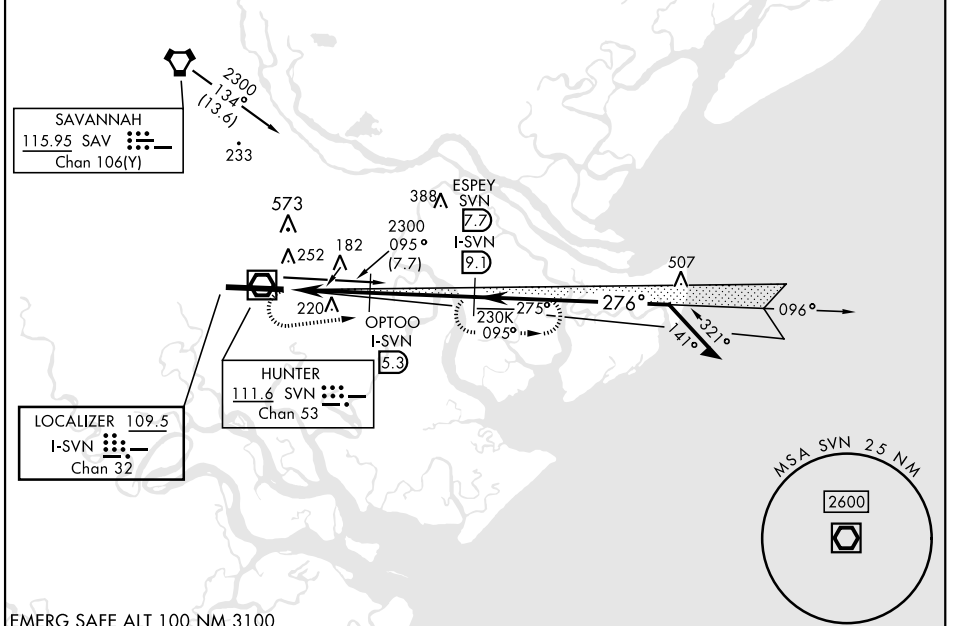 2300
134°
(13.6)
SAVANNAH
115.95 SAV
Chan 106(Y)
233
573
388
ESPEY
SVN
7.7
I-SVN
9.1
2300
095°
(7.7)
252
182
507
220
276°
275°
230K
095°
096°
141°
321°
OPTOO
I-SVN
5.3
HUNTER
111.6 SVN
Chan 53
LOCALIZER 109.5
I-SVN
Chan 32
MSA SVN 25 NM
2600
EMERG SAFE ALT 100 NM 3100